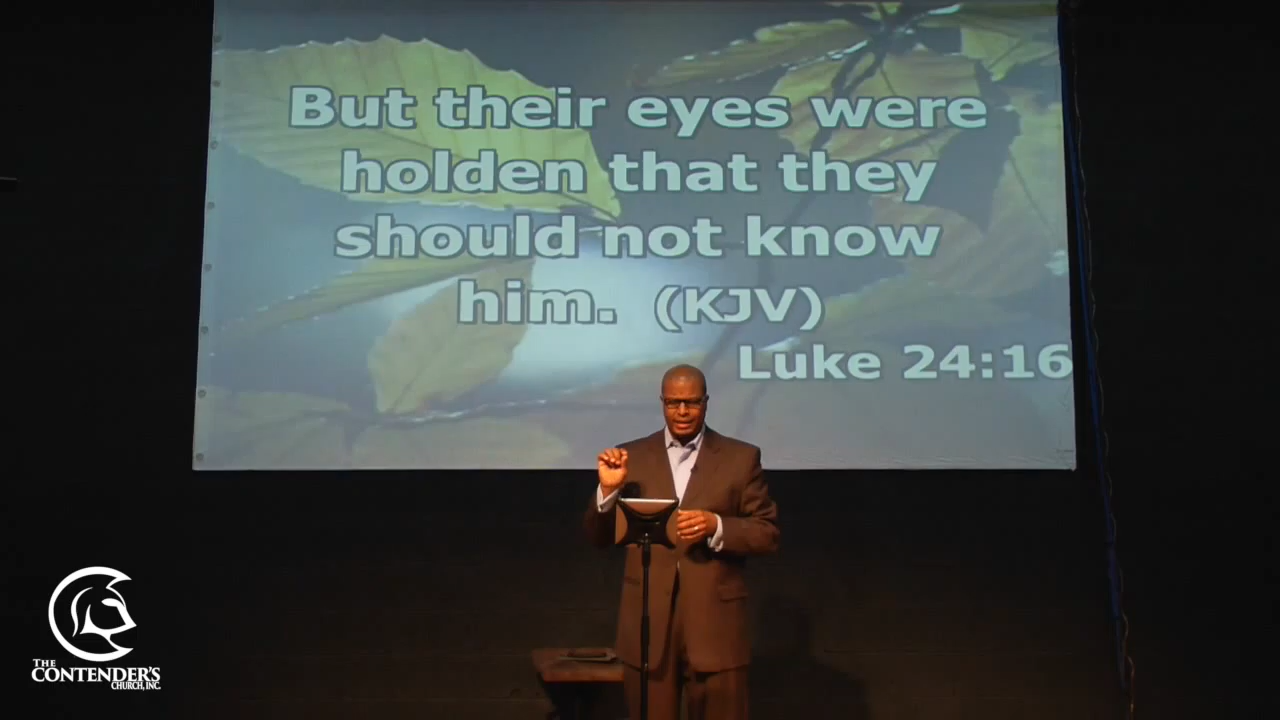 But their eyes were
holden that they
should not know
him. (KJV)
Luke 24:16
THE
CONTENDER'S
CHURCH, INC.